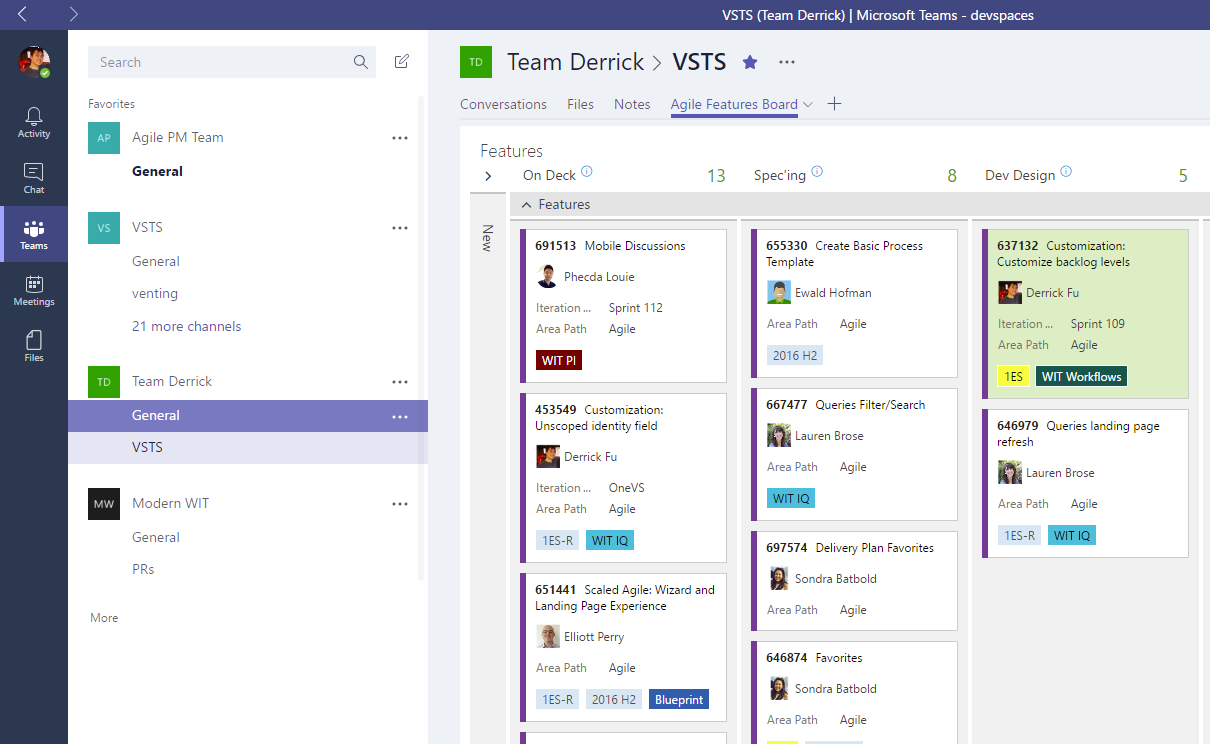 VSTS (Team Derrick) | Microsoft Teams - devspaces
Activity
Chat
Teams
Meetings
Files
Search
Favorites
AP Agile PM Team
General
VS VSTS
General
venting
21 more channels
TD Team Derrick
General
VSTS
MW Modern WIT
General
PRs
More
TD Team Derrick > VSTS
Conversations Files Notes Agile Features Board
Features
On Deck 13 Spec'ing 8 Dev Design 5
Features
New
691513 Mobile Discussions
Phecda Louie
Iteration ... Sprint 112
Area Path Agile
WIT PI
453549 Customization:
Unscoped identity field
Derrick Fu
Iteration ... OneVS
Area Path Agile
1ES-R WIT IQ
651441 Scaled Agile: Wizard and
Landing Page Experience
Elliott Perry
Area Path Agile
1ES-R 2016 H2 Blueprint
655330 Create Basic Process
Template
Ewald Hofman
Area Path Agile
2016 H2
667477 Queries Filter/Search
Lauren Brose
Area Path Agile
WIT IQ
697574 Delivery Plan Favorites
Sondra Batbold
Area Path Agile
646874 Favorites
Sondra Batbold
Area Path Agile
637132 Customization:
Customize backlog levels
Derrick Fu
Iteration ... Sprint 109
Area Path Agile
1ES WIT Workflows
646979 Queries landing page
refresh
Lauren Brose
Area Path Agile
1ES-R WIT IQ